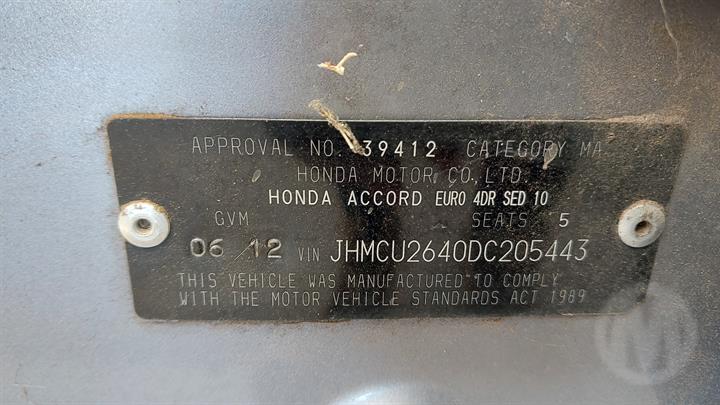 APPROVAL NO. 39412 CATEGORY MA
HONDA MOTOR CO., LTD.
HONDA ACCORD EURO 4DR SED 10
GVM SEATS 5
06/12 VIN JHMCU2640DC205443
THIS VEHICLE WAS MANUFACTURED TO COMPLY
WITH THE MOTOR VEHICLE STANDARDS ACT 1989
M